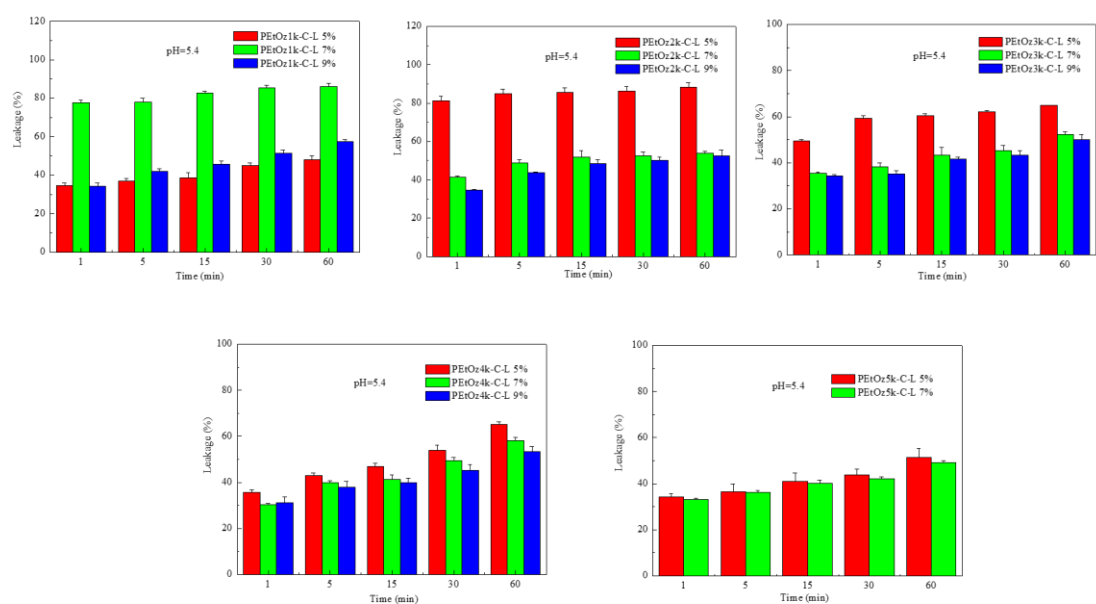 120
100
80
60
40
20
0
Leakage (%)
pH=5.4
PEtOz1k-C-L 5%
PEtOz1k-C-L 7%
PEtOz1k-C-L 9%
1 5 15 30 60
Time (min)
120
100
80
60
40
20
0
Leakage (%)
pH=5.4
PEtOz2k-C-L 5%
PEtOz2k-C-L 7%
PEtOz2k-C-L 9%
1 5 15 30 60
Time (min)
100
80
60
40
20
0
Leakage (%)
pH=5.4
PEtOz3k-C-L 5%
PEtOz3k-C-L 7%
PEtOz3k-C-L 9%
1 5 15 30 60
Time (min)
100
80
60
40
20
0
Leakage (%)
pH=5.4
PEtOz4k-C-L 5%
PEtOz4k-C-L 7%
PEtOz4k-C-L 9%
1 5 15 30 60
Time (min)
100
80
60
40
20
0
Leakage (%)
pH=5.4
PEtOz5k-C-L 5%
PEtOz5k-C-L 7%
1 5 15 30 60
Time (min)